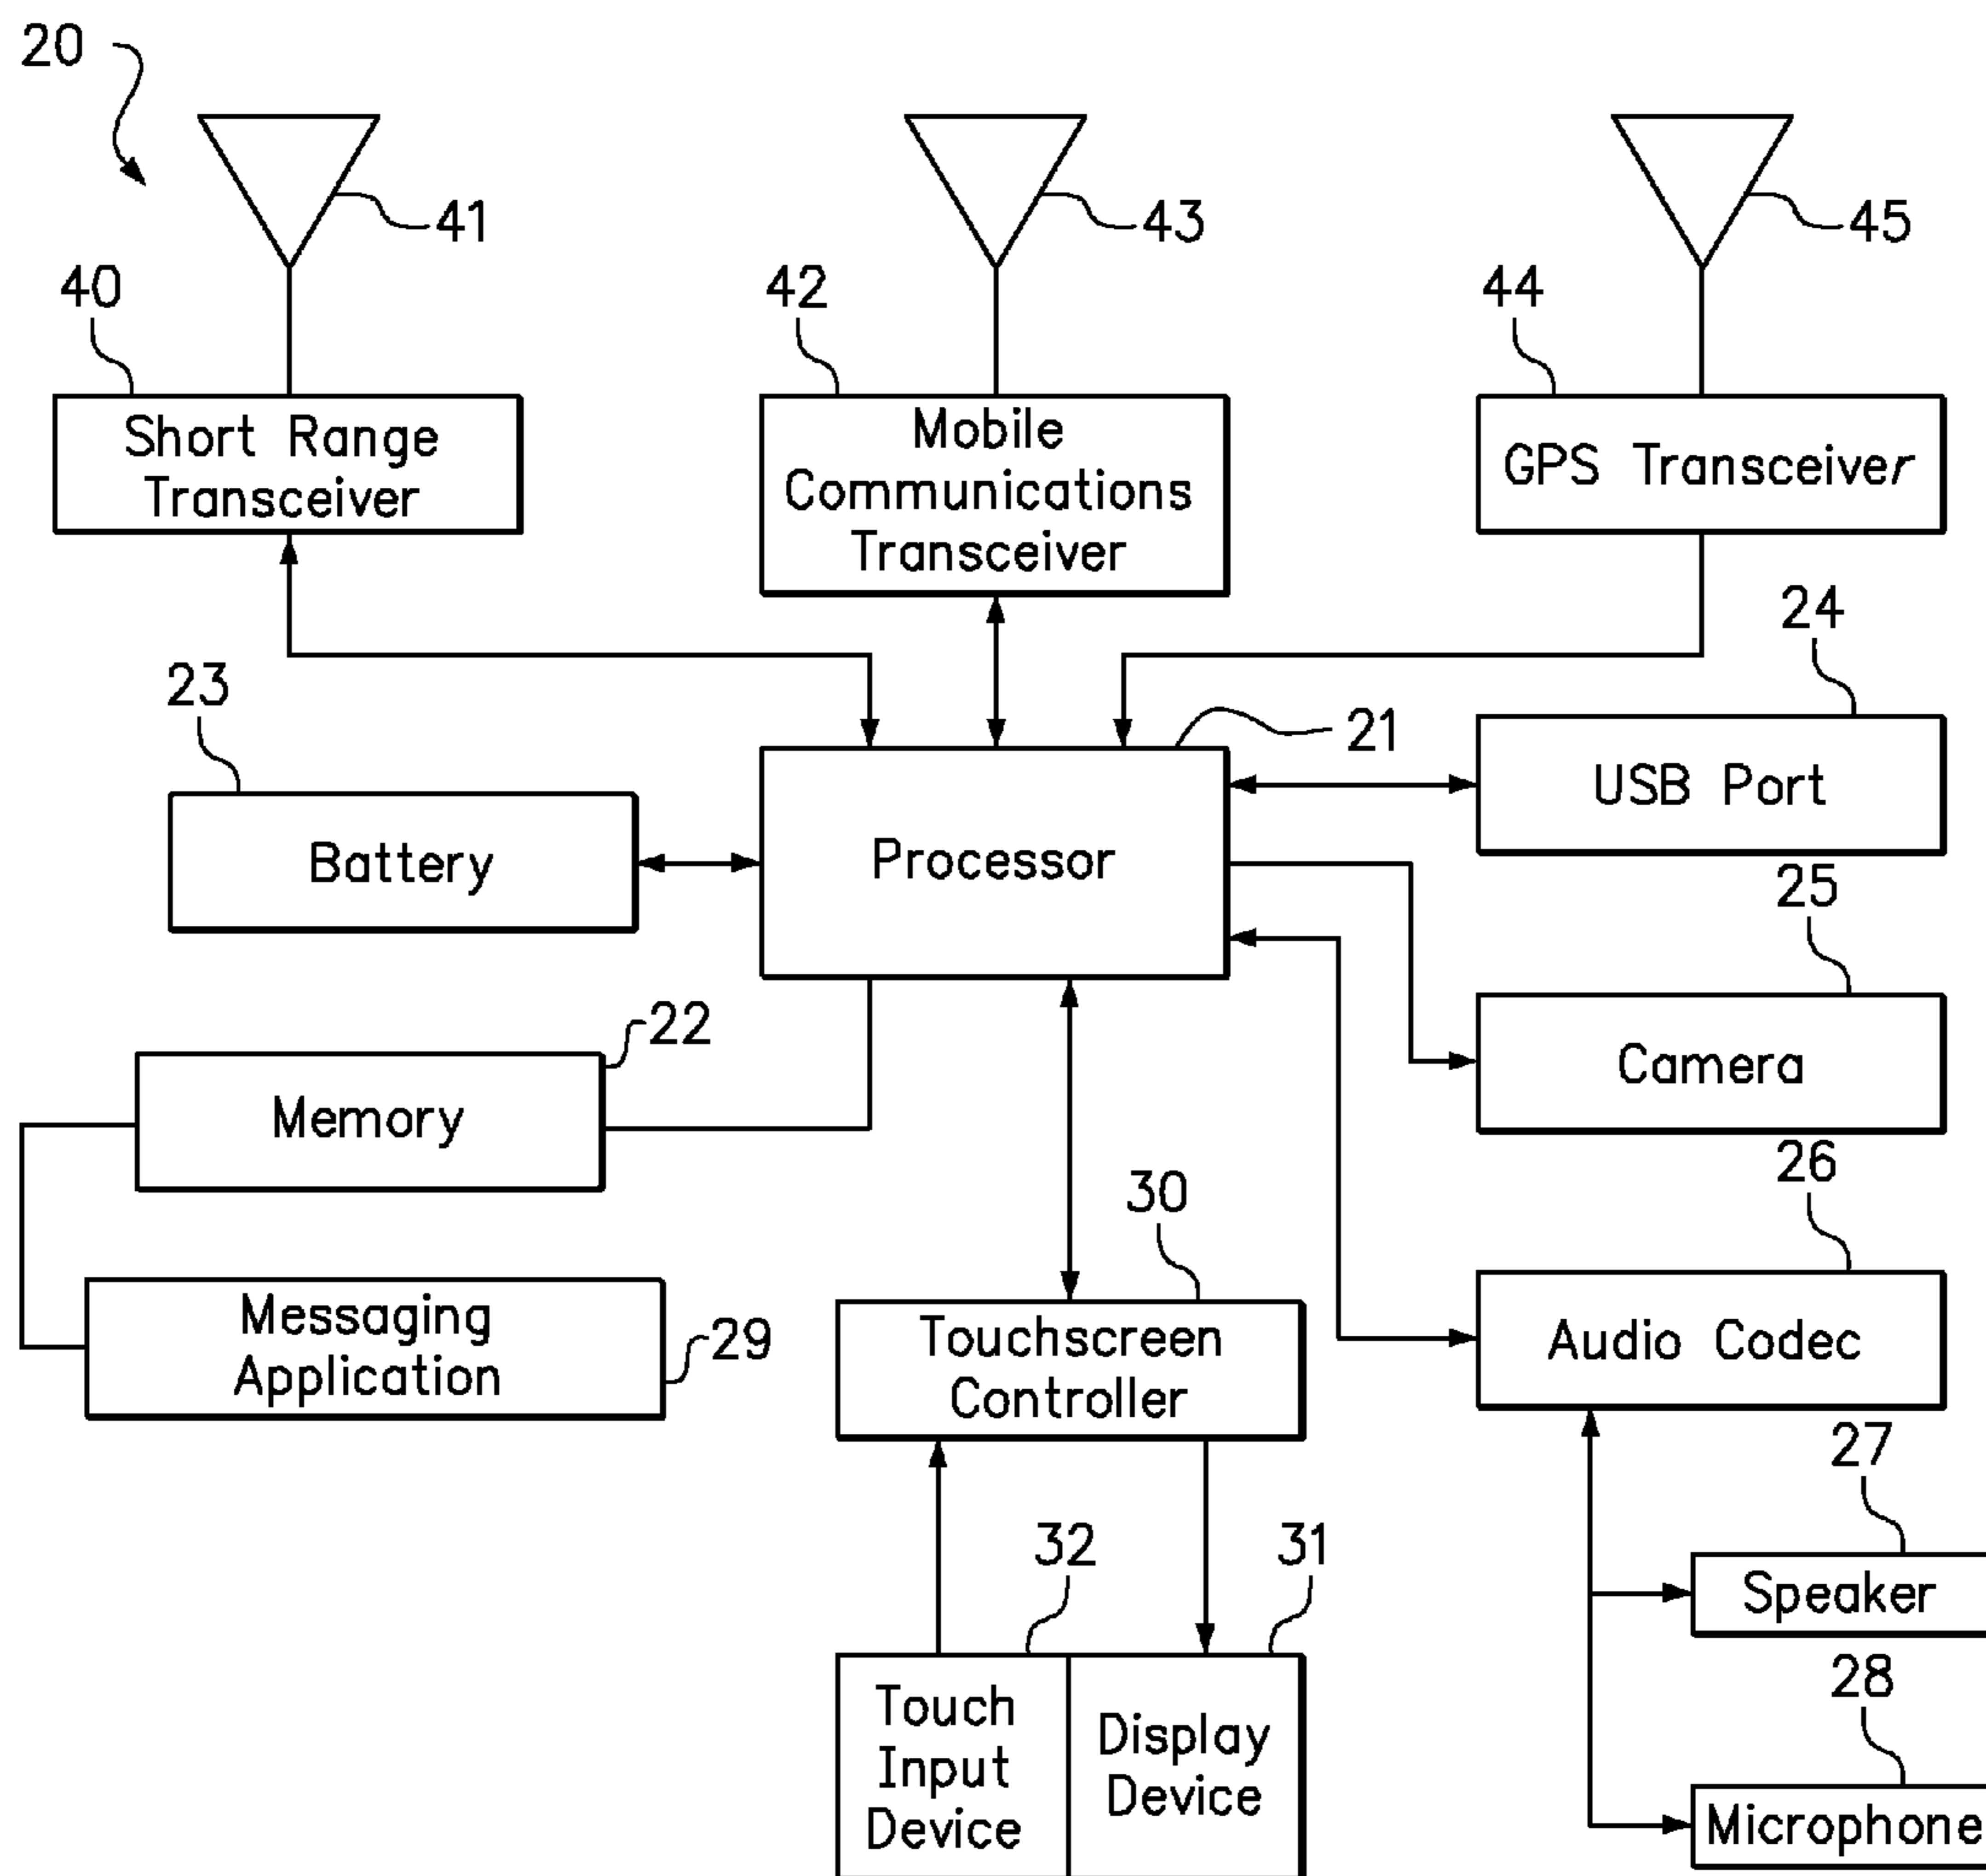 20
41
43
45
40
42
44
Short Range
Transceiver
Mobile
Communications
Transceiver
GPS Transceiver
24
23
21
USB Port
Battery
Processor
25
22
Camera
Memory
26
30
Messaging
Application
29
Touchscreen
Controller
Audio Codec
27
32
31
Speaker
28
Touch
Input
Device
Display
Device
Microphone